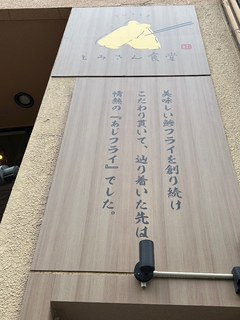 とみさん食堂
美味しい鯵フライを創り続け
こだわり貫いて、辿り着いた先は
情熱の『あじフライ』でした。